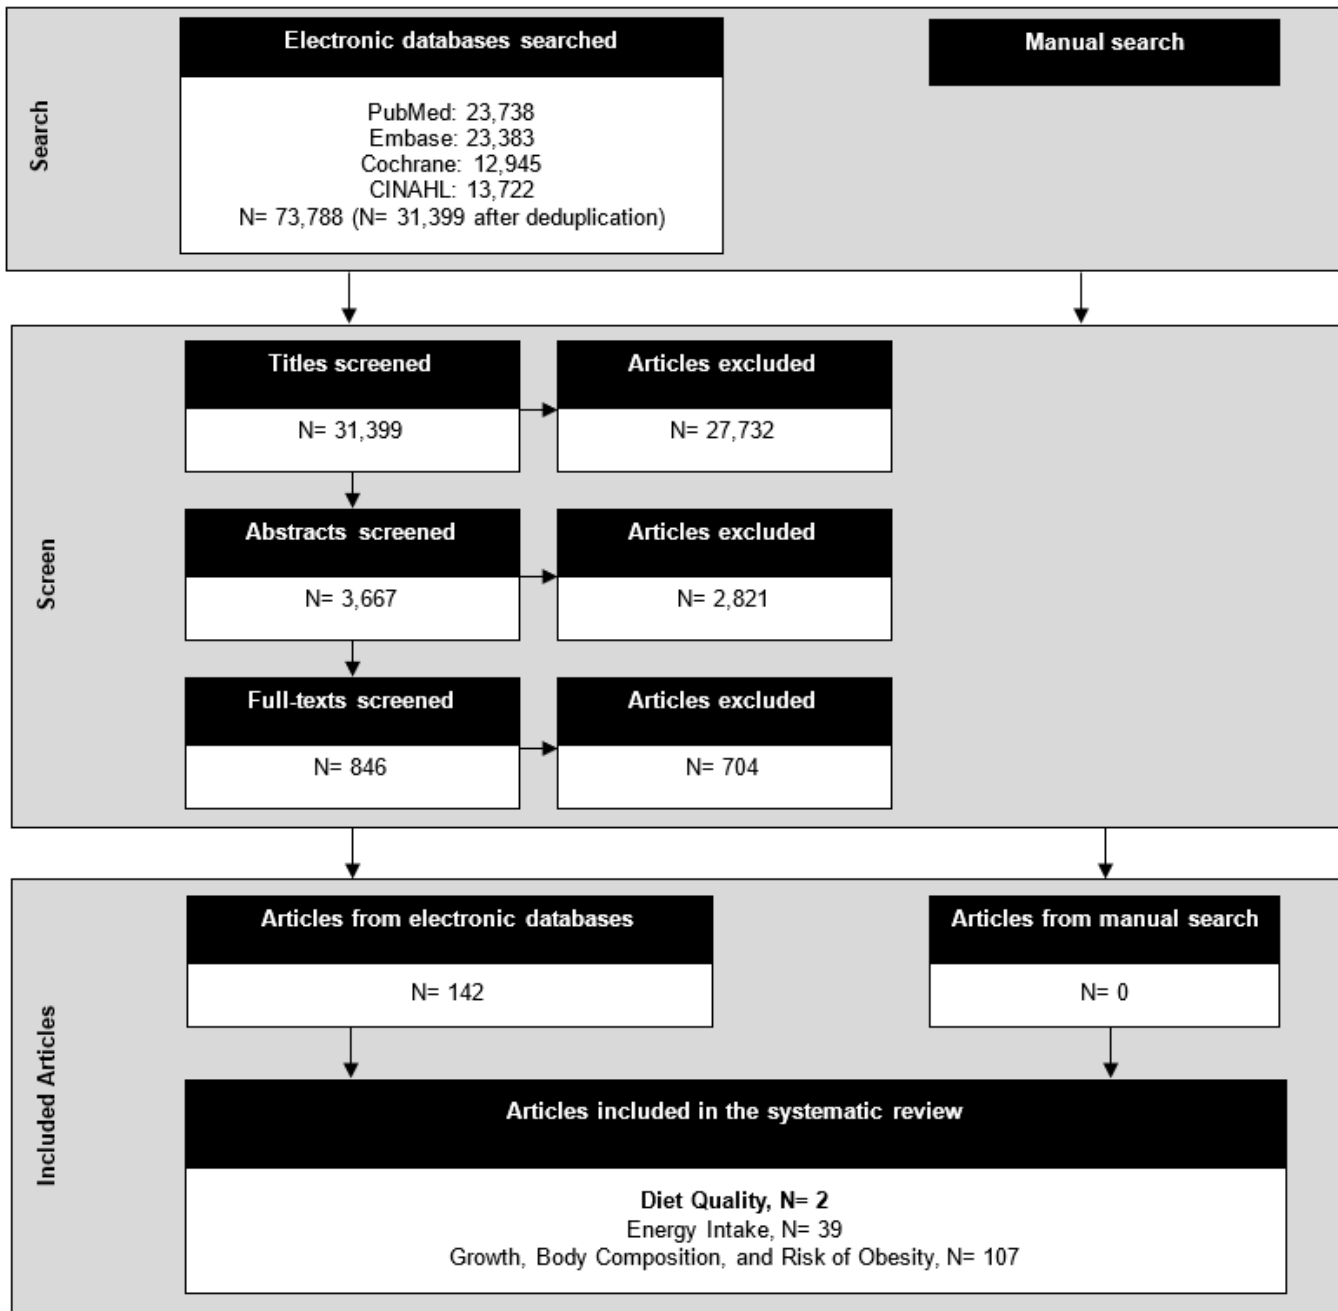 Search
Electronic databases searched
PubMed: 23,738
Embase: 23,383
Cochrane: 12,945
CINAHL: 13,722
N= 73,788 (N= 31,399 after deduplication)
Manual search
Screen
Titles screened
N= 31,399
Articles excluded
N= 27,732
Abstracts screened
N= 3,667
Articles excluded
N= 2,821
Full-texts screened
N= 846
Articles excluded
N= 704
Included Articles
Articles from electronic databases
N= 142
Articles from manual search
N= 0
Articles included in the systematic review
Diet Quality, N= 2
Energy Intake, N= 39
Growth, Body Composition, and Risk of Obesity, N= 107